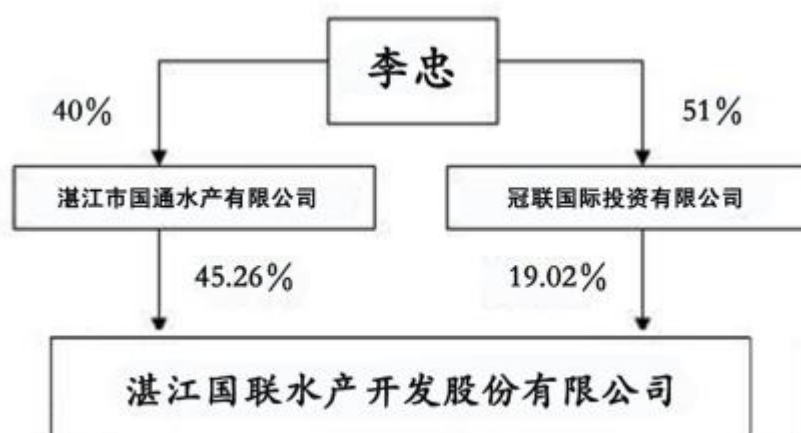 李忠
40%
51%
湛江市国通水产有限公司
冠联国际投资有限公司
45.26%
19.02%
湛江国联水产开发股份有限公司